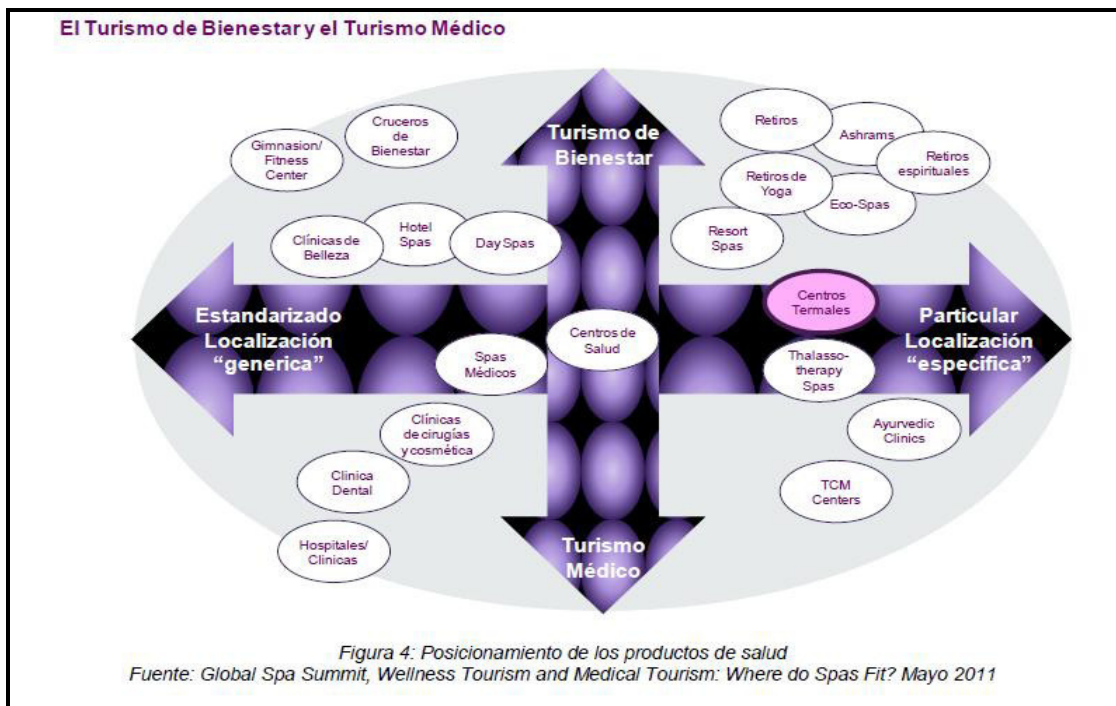 El Turismo de Bienestar y el Turismo Médico
Turismo de
Bienestar
Cruceros
de
Bienestar
Gimnasion/
Fitness
Center
Clínicas de
Belleza
Hotel
Spas
Day Spas
Retiros
Ashrams
Retiros
espirituales
Retiros de
Yoga
Eco-Spas
Resort
Spas
Estandarizado
Localización
“generica”
Centros de
Salud
Spas
Médicos
Centros
Termales
Thalasso-
therapy
Spas
Particular
Localización
“especifica”
Clínicas
de cirugías
y cosmética
Clinica
Dental
Hospitales/
Clinicas
Ayurvedic
Clinics
TCM
Centers
Turismo
Médico
Figura 4: Posicionamiento de los productos de salud
Fuente: Global Spa Summit, Wellness Tourism and Medical Tourism: Where do Spas Fit? Mayo 2011